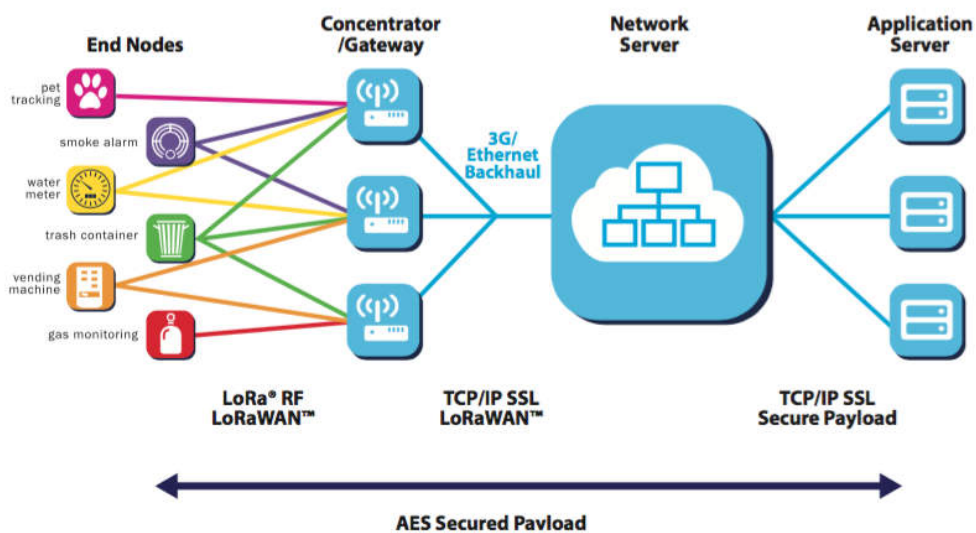 End Nodes
Concentrator
/Gateway
Network
Server
Application
Server
pet
tracking
smoke alarm
water
meter
trash container
vending
machine
gas monitoring
3G/
Ethernet
Backhaul
LoRa® RF
LoRaWAN™
TCP/IP SSL
LoRaWAN™
TCP/IP SSL
Secure Payload
AES Secured Payload